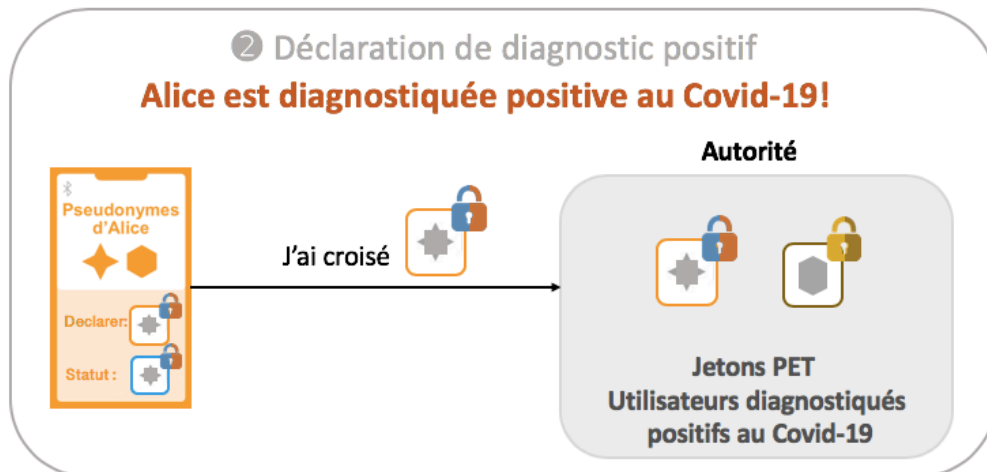 ❷ Déclaration de diagnostic positif
Alice est diagnostiquée positive au Covid-19!
Autorité
Pseudonymes
d'Alice
J'ai croisé
Declarer:
Statut :
Jetons PET
Utilisateurs diagnostiqués
positifs au Covid-19